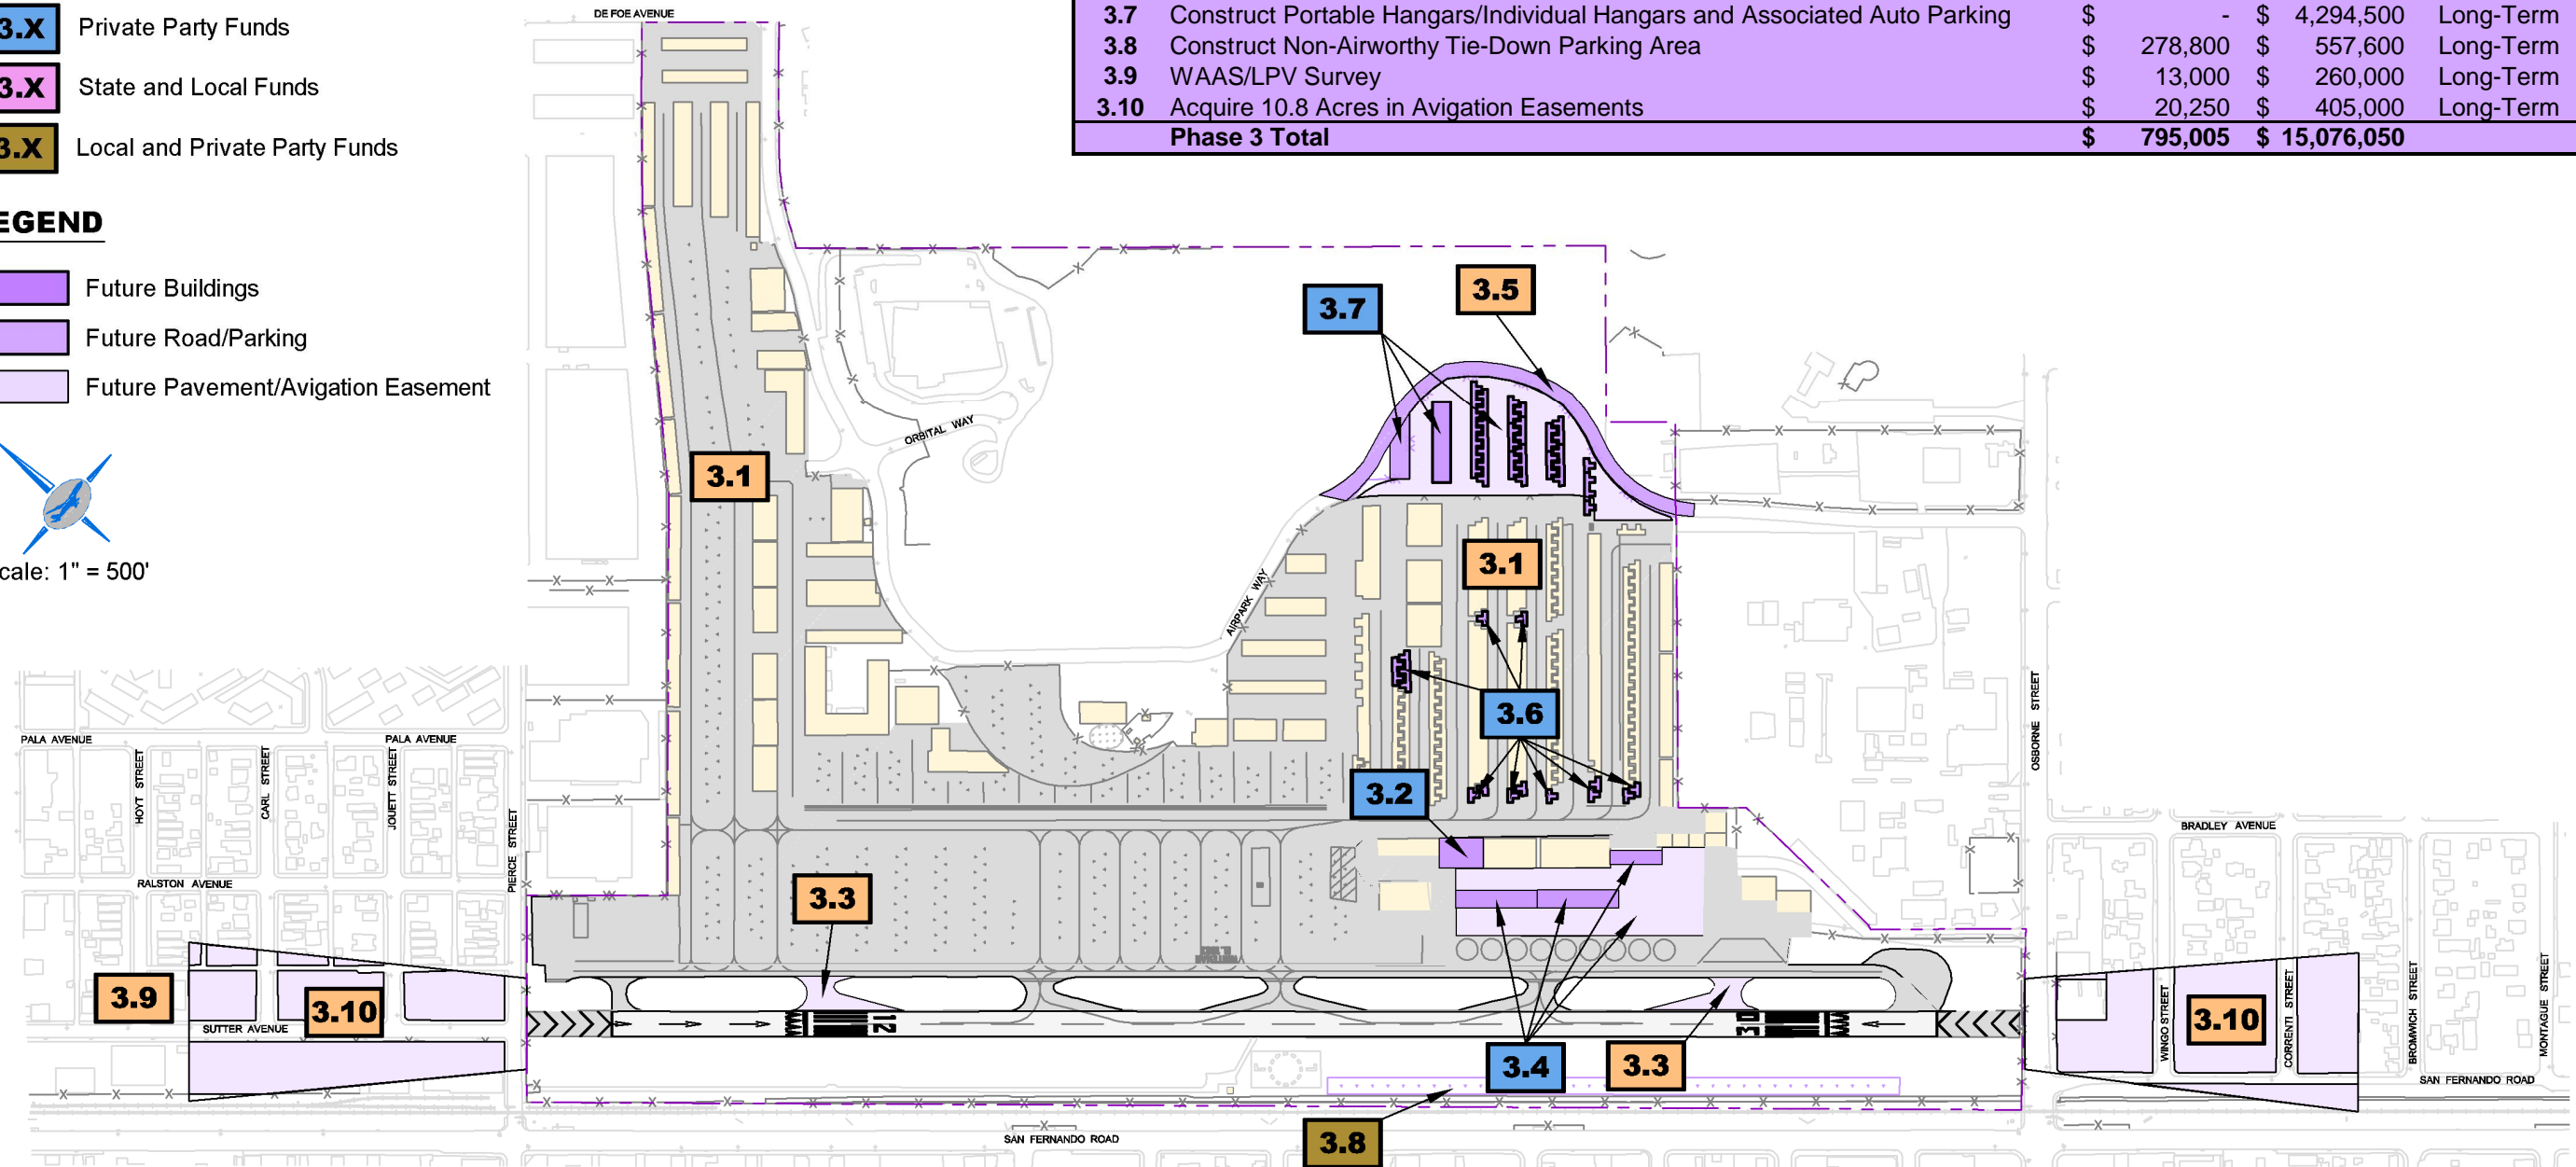 3.X Private Party Funds
3.X State and Local Funds
3.X Local and Private Party Funds
EGEND
Future Buildings
Future Road/Parking
Future Pavement/Avigation Easement
cale: 1" = 500'
3.7 Construct Portable Hangars/Individual Hangars and Associated Auto Parking $ - $ 4,294,500 Long-Term
3.8 Construct Non-Airworthy Tie-Down Parking Area $ 278,800 $ 557,600 Long-Term
3.9 WAAS/LPV Survey $ 13,000 $ 260,000 Long-Term
3.10 Acquire 10.8 Acres in Avigation Easements $ 20,250 $ 405,000 Long-Term
Phase 3 Total $ 795,005 $ 15,076,050
DE FOE AVENUE
3.7
3.5
ORBITAL WAY
3.1
3.1
AIRPARK WAY
3.6
OSBORNE STREET
PALA AVENUE
PALA AVENUE
HOYT STREET
CARL STREET
JOUETT STREET
PIERCE STREET
3.2
BRADLEY AVENUE
RALSTON AVENUE
3.3
3.9
3.10
SUTTER AVENUE
12
30
3.4
3.3
WINGO STREET
3.10
CORRENTI STREET
BROMWICH STREET
MONTAGUE STREET
SAN FERNANDO ROAD
SAN FERNANDO ROAD
3.8